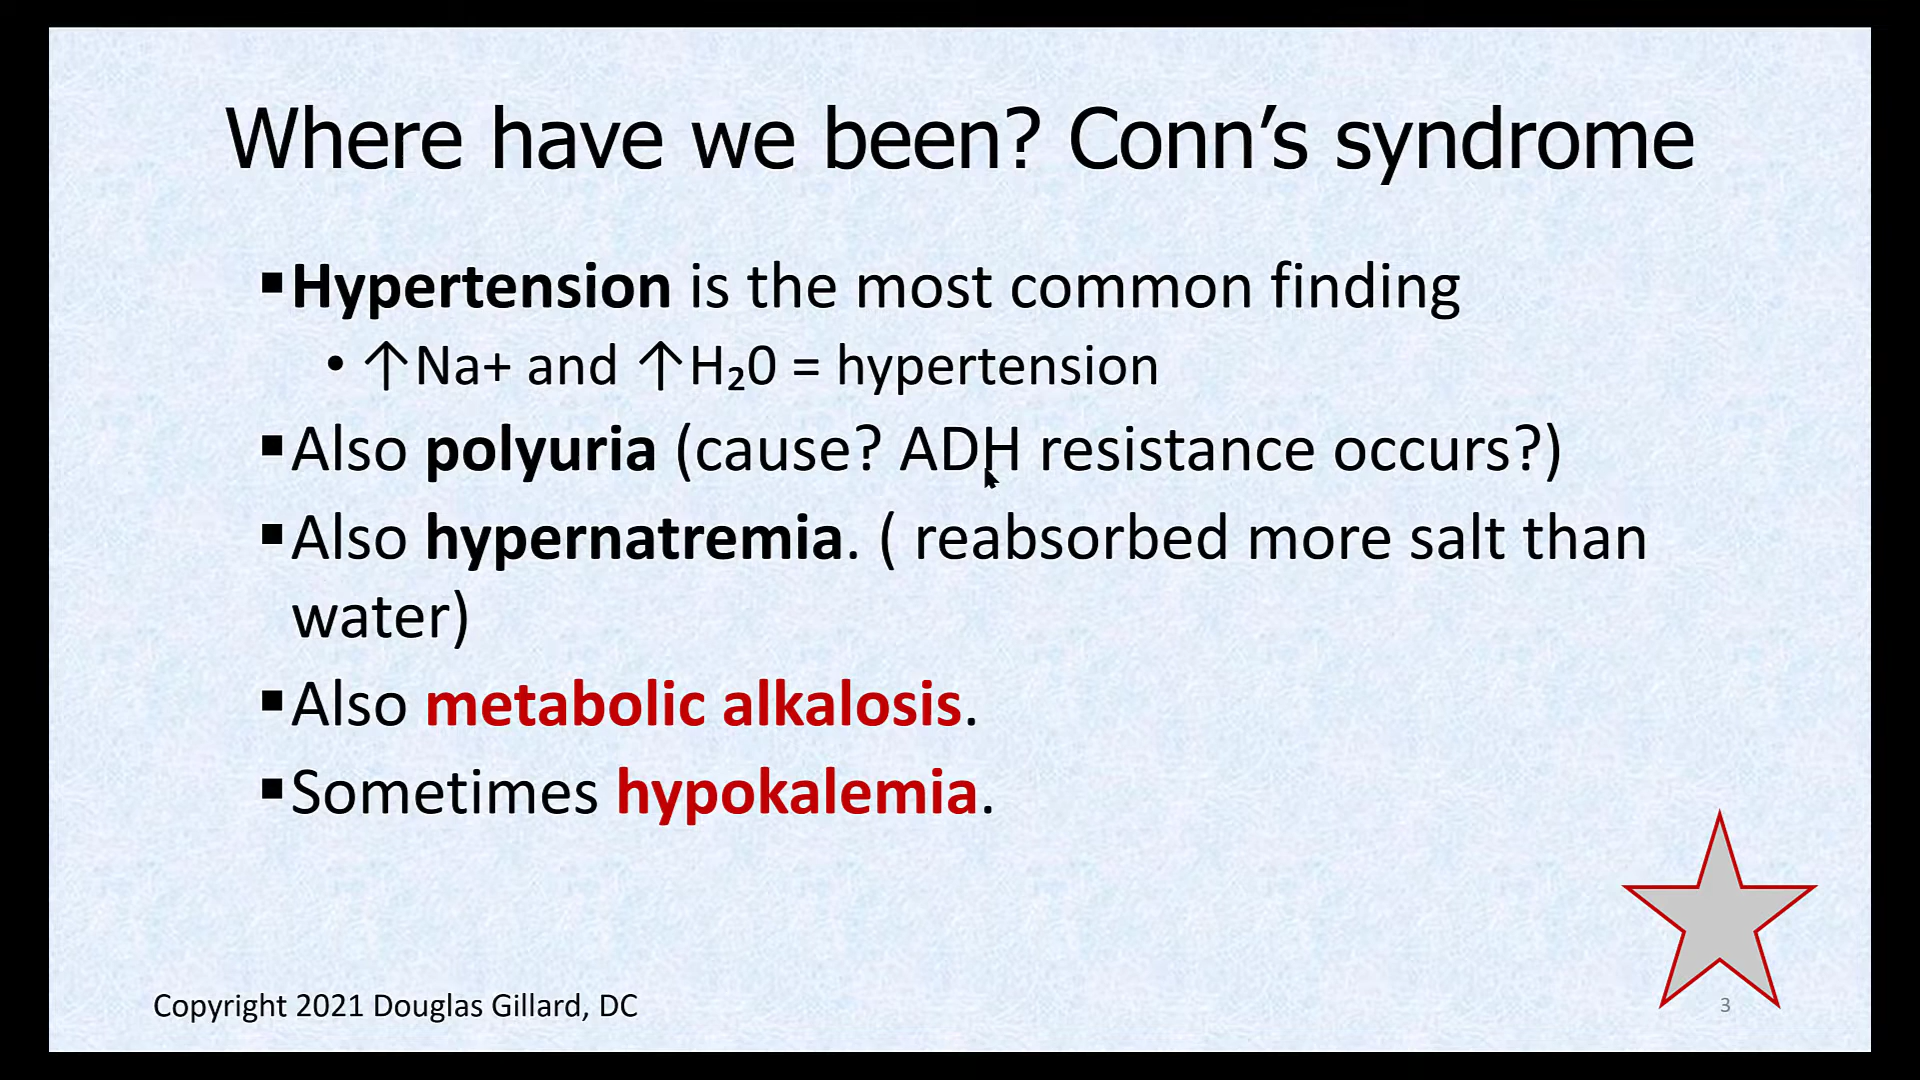 Where have we been? Conn’s syndrome
▪Hypertension is the most common finding
• ↑Na+ and ↑H₂0 = hypertension
▪Also polyuria (cause? ADH resistance occurs?)
▪Also hypernatremia. ( reabsorbed more salt than
water)
▪Also metabolic alkalosis.
▪Sometimes hypokalemia.
Copyright 2021 Douglas Gillard, DC
3